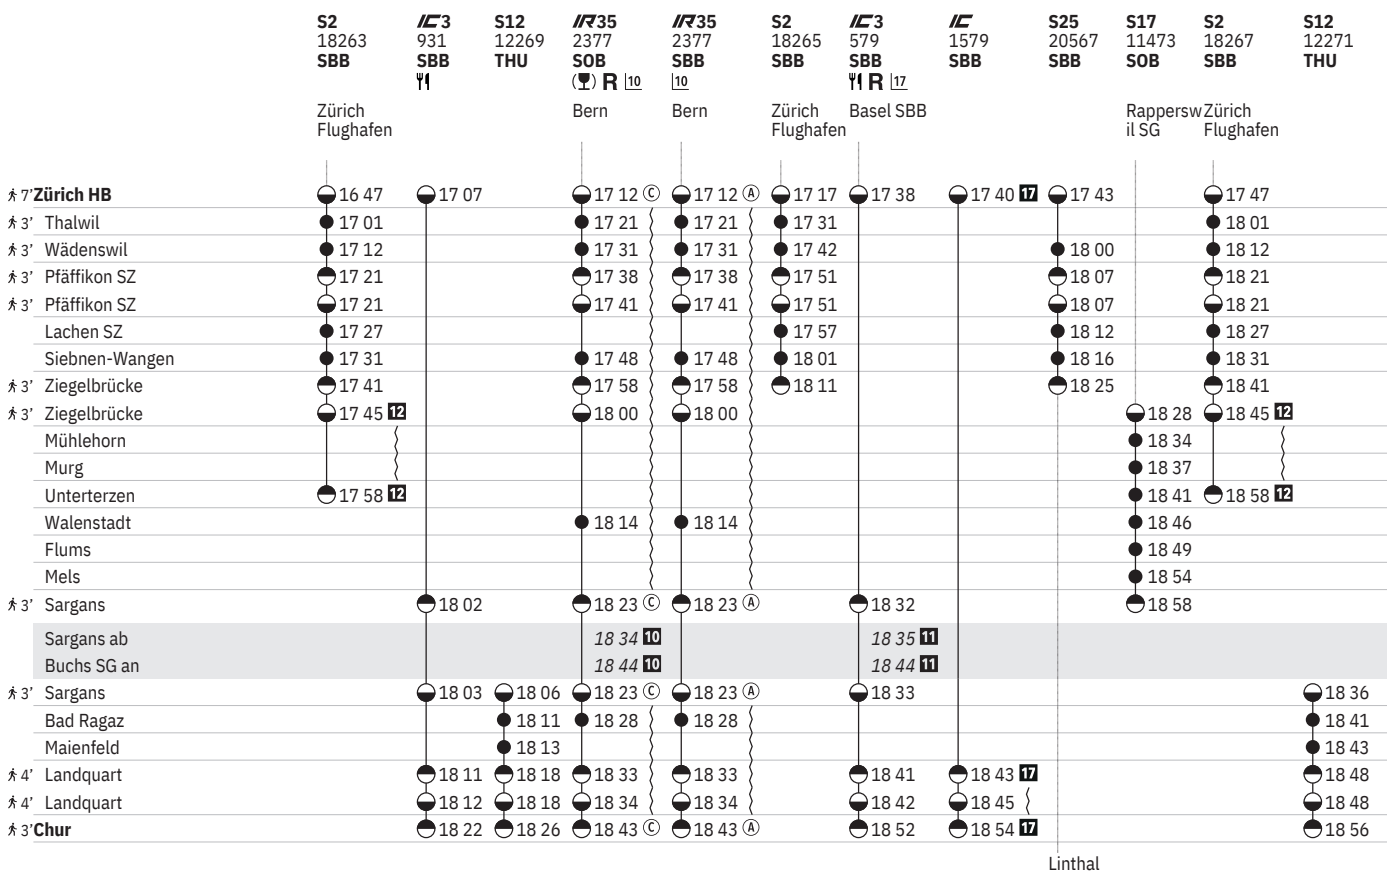 S2 IC3 S12 IR35 IR35 S2 IC3 IC S25 S17 S2 S12
18263 931 12269 2377 2377 18265 579 1579 20567 11473 18267 12271
SBB SBB THU SOB SBB SBB SBB SBB SBB SOB SBB THU
R 10 10 R 17
Zürich Bern Bern Zürich Basel SBB Rappersw Zürich
Flughafen Flughafen il SG Flughafen
7' Zürich HB 16 47 17 07 17 12 C 17 12 A 17 17 17 38 17 40 17 17 43 17 47
3' Thalwil 17 01 17 21 17 21 17 31 18 01
3' Wädenswil 17 12 17 31 17 31 17 42 18 00 18 12
3' Pfäffikon SZ 17 21 17 38 17 38 17 51 18 07 18 21
3' Pfäffikon SZ 17 21 17 41 17 41 17 51 18 07 18 21
Lachen SZ 17 27 17 57 18 12 18 27
Siebnen-Wangen 17 31 17 48 17 48 18 01 18 16 18 31
3' Ziegelbrücke 17 41 17 58 17 58 18 11 18 25 18 41
3' Ziegelbrücke 17 45 12 18 00 18 00 18 28 18 45 12
Mühlehorn 18 34
Murg 18 37
Unterterzen 17 58 12 18 41 18 58 12
Walenstadt 18 14 18 14 18 46
Flums 18 49
Mels 18 54
3' Sargans 18 02 18 23 C 18 23 A 18 32 18 58
Sargans ab 18 34 10 18 35 11
Buchs SG an 18 44 10 18 44 11
3' Sargans 18 03 18 06 18 23 C 18 23 A 18 33 18 36
Bad Ragaz 18 11 18 28 18 28 18 41
Maienfeld 18 13 18 43
4' Landquart 18 11 18 18 18 33 18 33 18 41 18 43 17 18 48
4' Landquart 18 12 18 18 18 34 18 34 18 42 18 45 18 48
3' Chur 18 22 18 26 18 43 C 18 43 A 18 52 18 54 17 18 56
Linthal